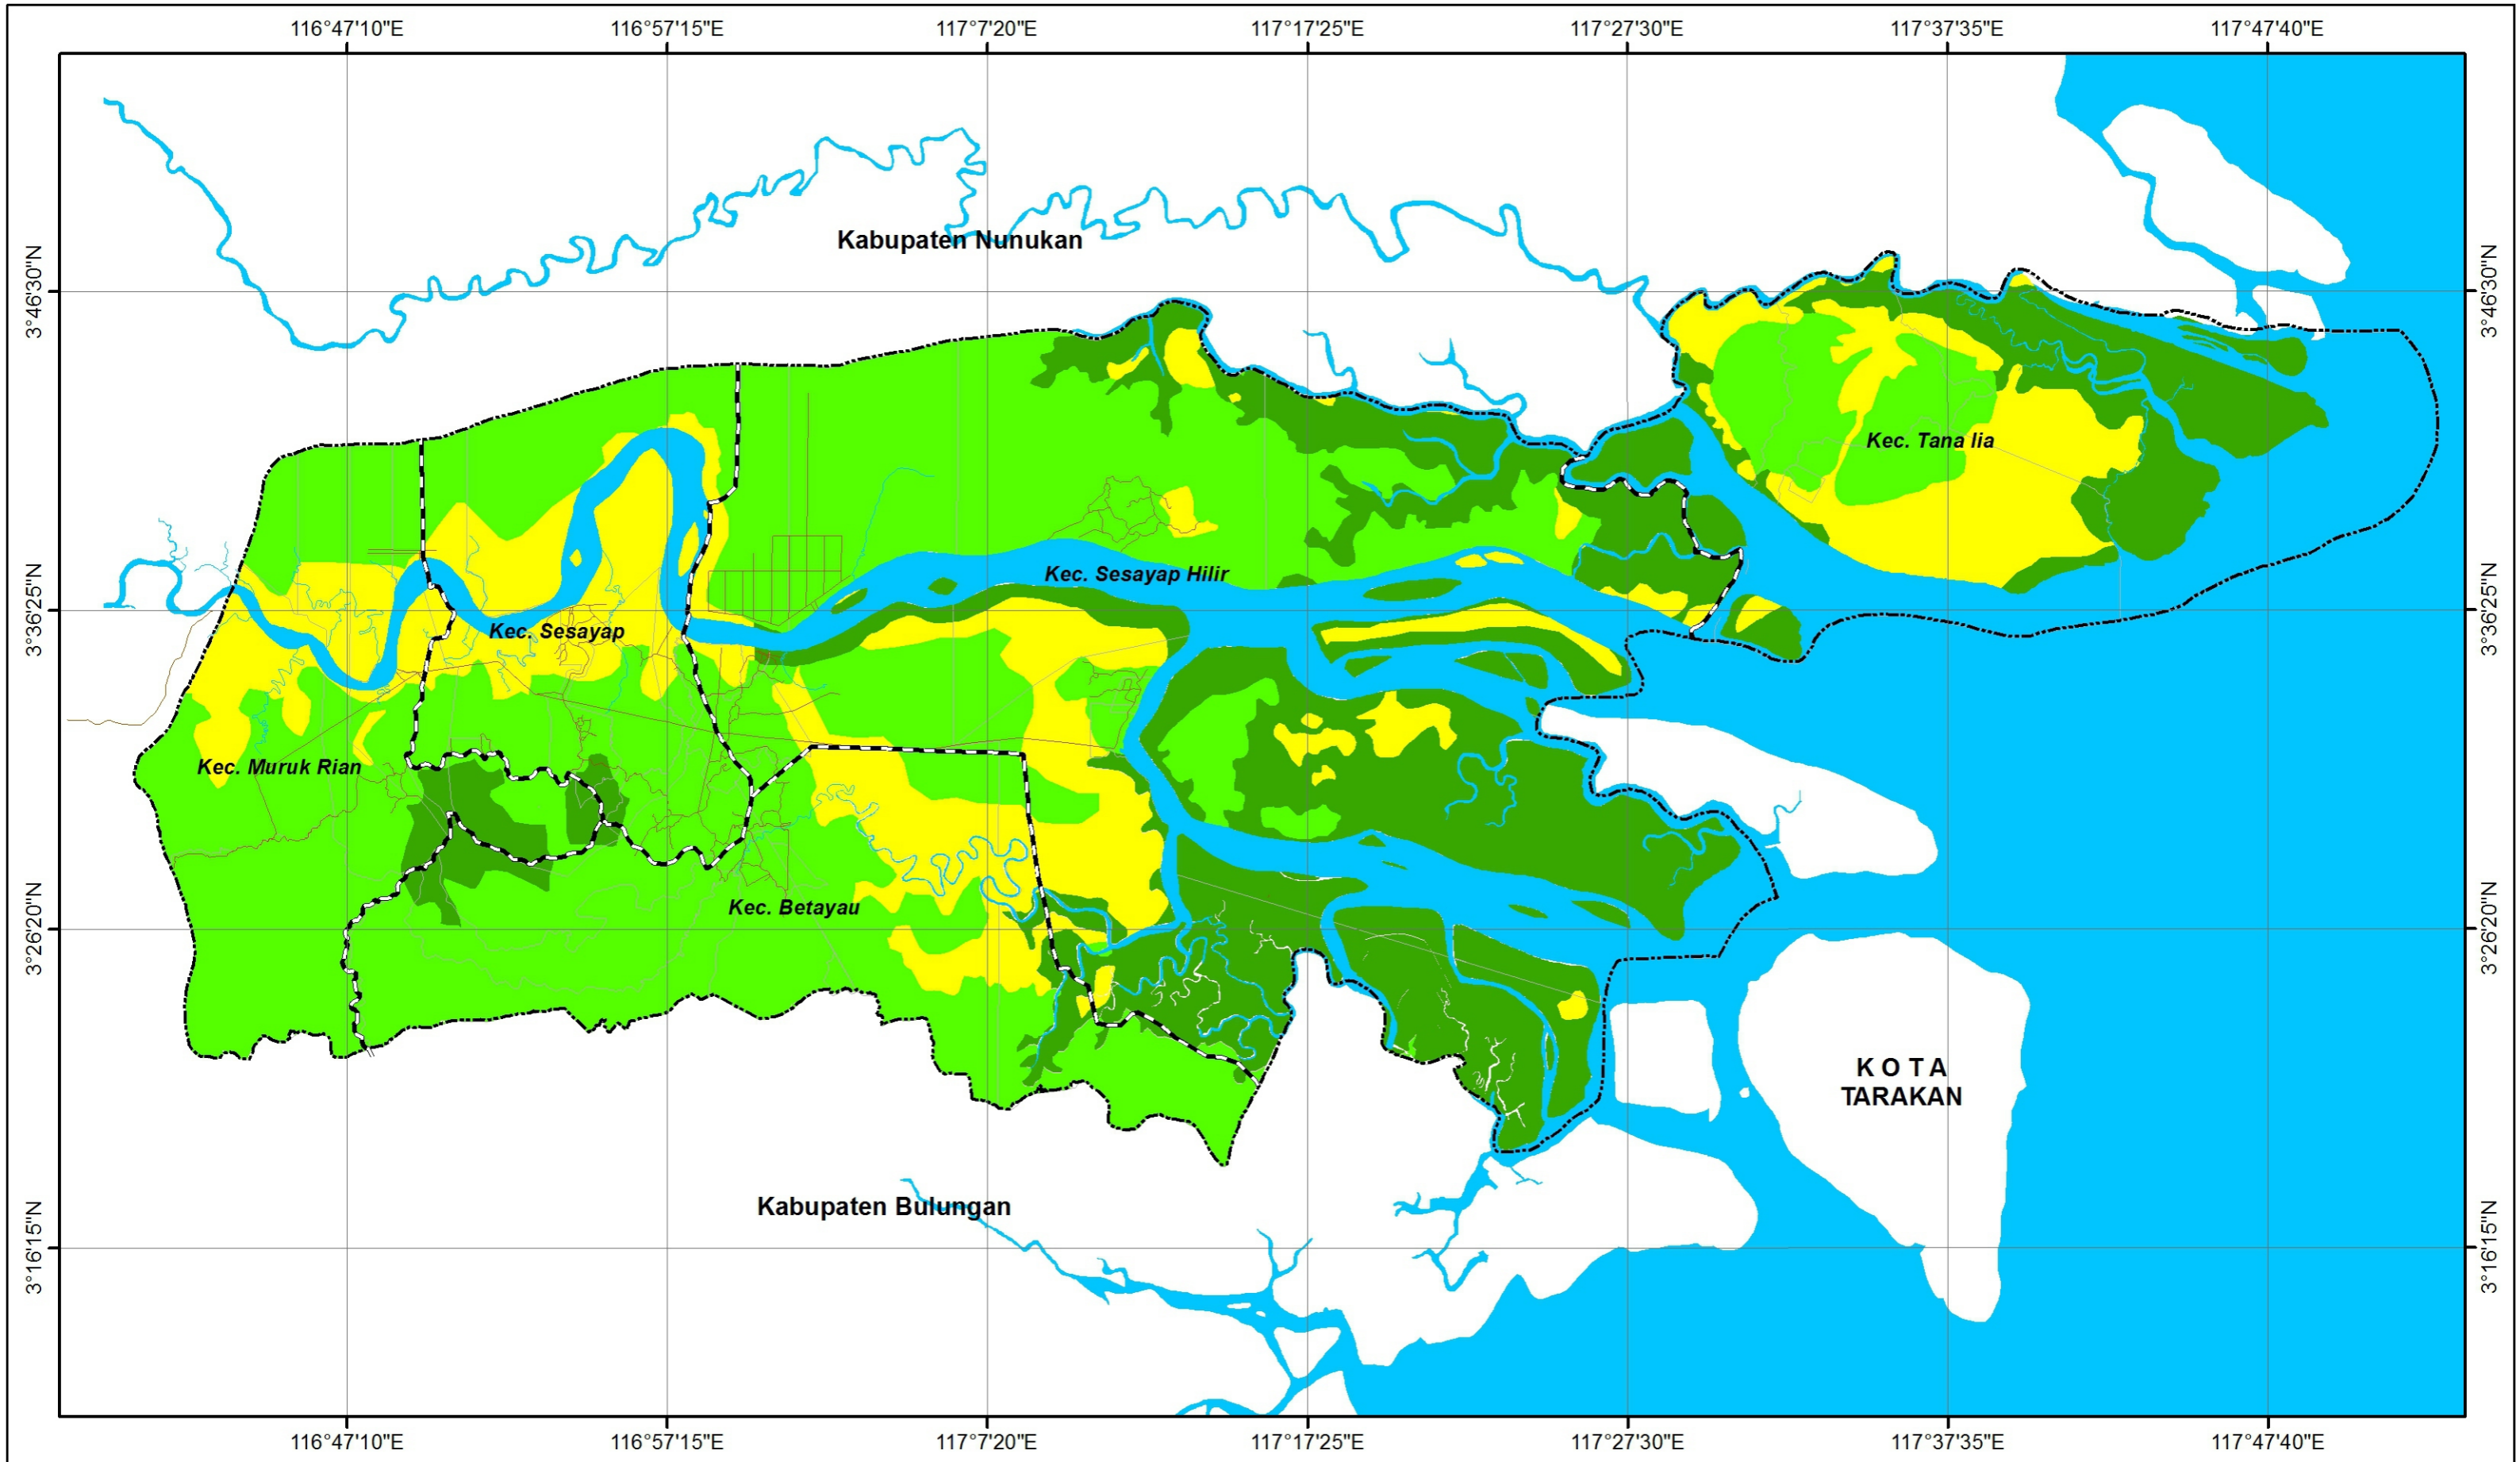 116°47'10"E 116°57'15"E 117°7'20"E 117°17'25"E 117°27'30"E 117°37'35"E 117°47'40"E
Kabupaten Nunukan
3°46'30"N 3°46'30"N
Kec. Tana lia
Kec. Sesayap Hilir
3°36'25"N 3°36'25"N
Kec. Sesayap
Kec. Muruk Rian
Kec. Betayau
3°26'20"N 3°26'20"N
K O T A
TARAKAN
Kabupaten Bulungan
3°16'15"N 3°16'15"N
116°47'10"E 116°57'15"E 117°7'20"E 117°17'25"E 117°27'30"E 117°37'35"E 117°47'40"E